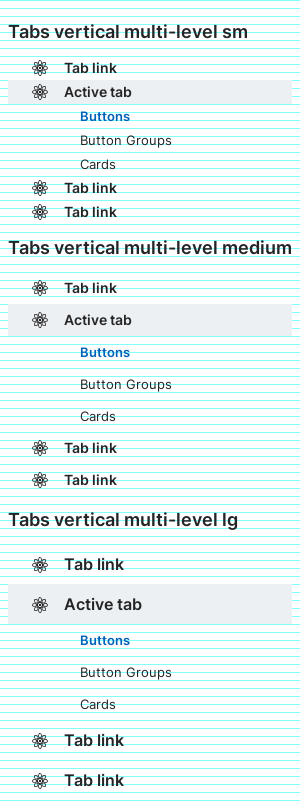 Tabs vertical multi-level sm
Tab link
Active tab
Buttons
Button Groups
Cards
Tab link
Tab link
Tabs vertical multi-level medium
Tab link
Active tab
Buttons
Button Groups
Cards
Tab link
Tab link
Tabs vertical multi-level lg
Tab link
Active tab
Buttons
Button Groups
Cards
Tab link
Tab link